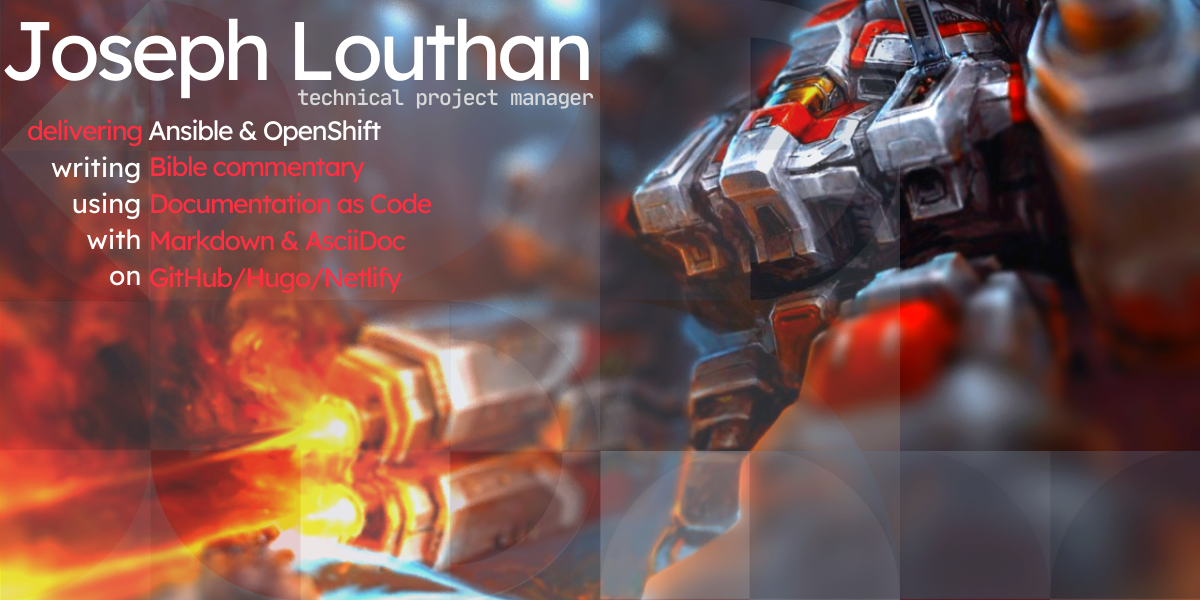 Joseph Louthan
technical project manager
delivering Ansible & OpenShift
writing Bible commentary
using Documentation as Code
with Markdown & AsciiDoc
on GitHub/Hugo/Netlify